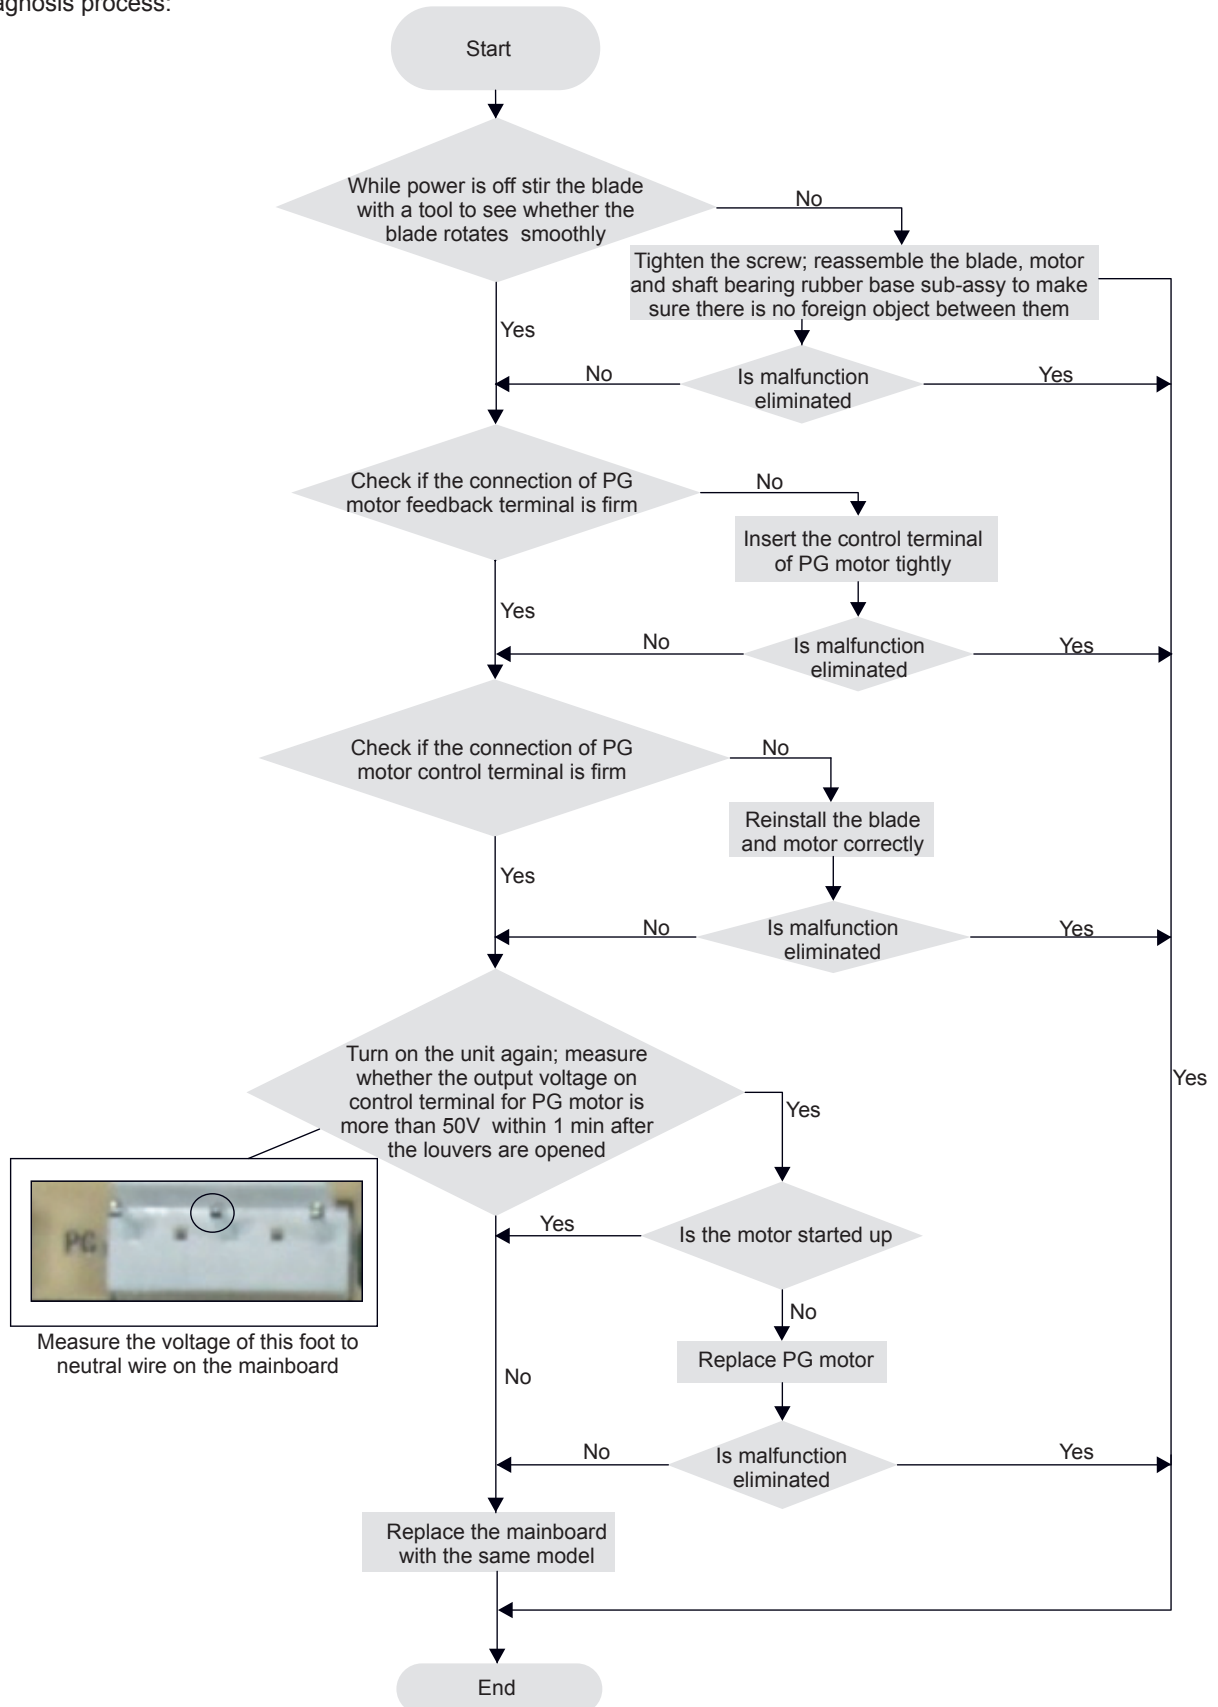 agnosis process:
Start
While power is off stir the blade
with a tool to see whether the
blade rotates smoothly
No
Tighten the screw; reassemble the blade, motor
and shaft bearing rubber base sub-assy to make
sure there is no foreign object between them
Yes
No
Is malfunction
eliminated
Yes
Check if the connection of PG
motor feedback terminal is firm
No
Insert the control terminal
of PG motor tightly
Yes
No
Is malfunction
eliminated
Yes
Check if the connection of PG
motor control terminal is firm
No
Reinstall the blade
and motor correctly
Yes
No
Is malfunction
eliminated
Yes
Turn on the unit again; measure
whether the output voltage on
control terminal for PG motor is
more than 50V within 1 min after
the louvers are opened
Yes
Yes
PG
Measure the voltage of this foot to
neutral wire on the mainboard
Yes
Is the motor started up
No
Replace PG motor
No
No
Is malfunction
eliminated
Yes
Replace the mainboard
with the same model
End